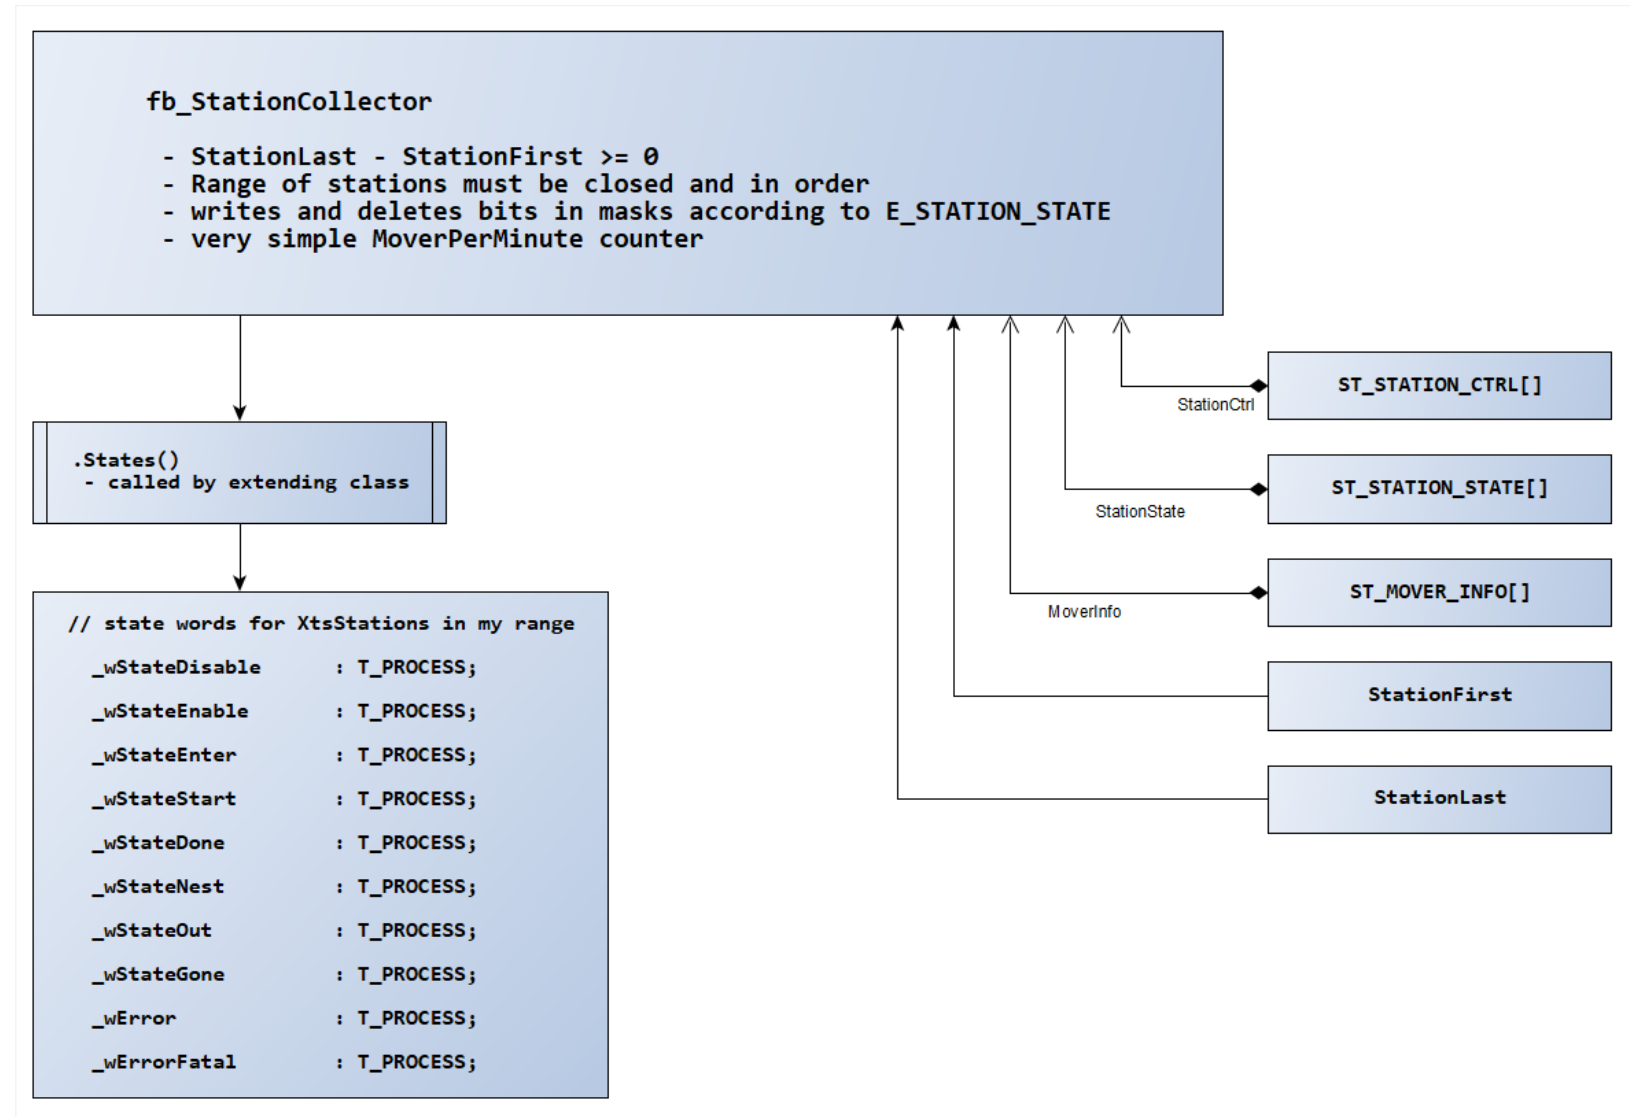 fb_StationCollector
- StationLast - StationFirst >= 0
- Range of stations must be closed and in order
- writes and deletes bits in masks according to E_STATION_STATE
- very simple MoverPerMinute counter
.States()
- called by extending class
// state words for XtsStations in my range
_wStateDisable : T_PROCESS;
_wStateEnable : T_PROCESS;
_wStateEnter : T_PROCESS;
_wStateStart : T_PROCESS;
_wStateDone : T_PROCESS;
_wStateNest : T_PROCESS;
_wStateOut : T_PROCESS;
_wStateGone : T_PROCESS;
_wError : T_PROCESS;
_wErrorFatal : T_PROCESS;
ST_STATION_CTRL[]
StationCtrl
ST_STATION_STATE[]
StationState
ST_MOVER_INFO[]
MoverInfo
StationFirst
StationLast